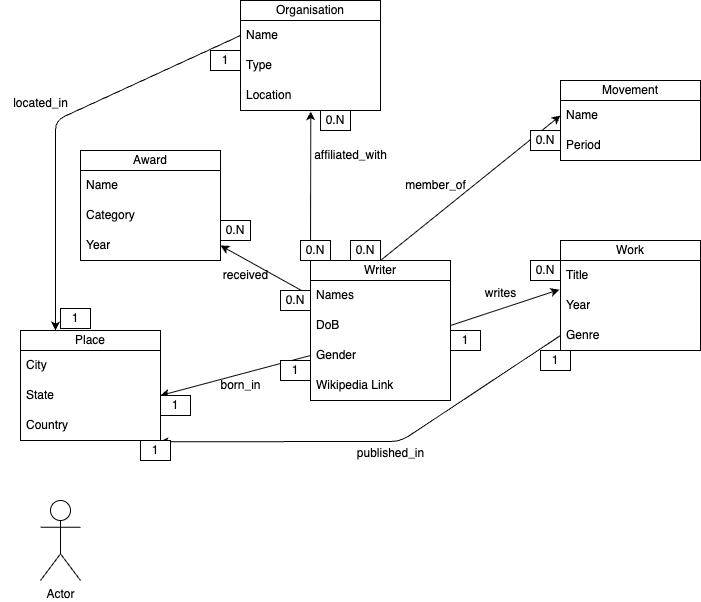 Organisation
Name
1
Type
Location
located_in
0.N
Movement
Name
0.N
Period
affiliated_with
Award
Name
Category
Year
0.N
member_of
0.N
0.N
received
Writer
Names
DoB
Gender
Wikipedia Link
0.N
1
writes
1
Work
0.N
Title
Year
Genre
1
1
Place
City
State
Country
born_in
1
1
published_in
Actor